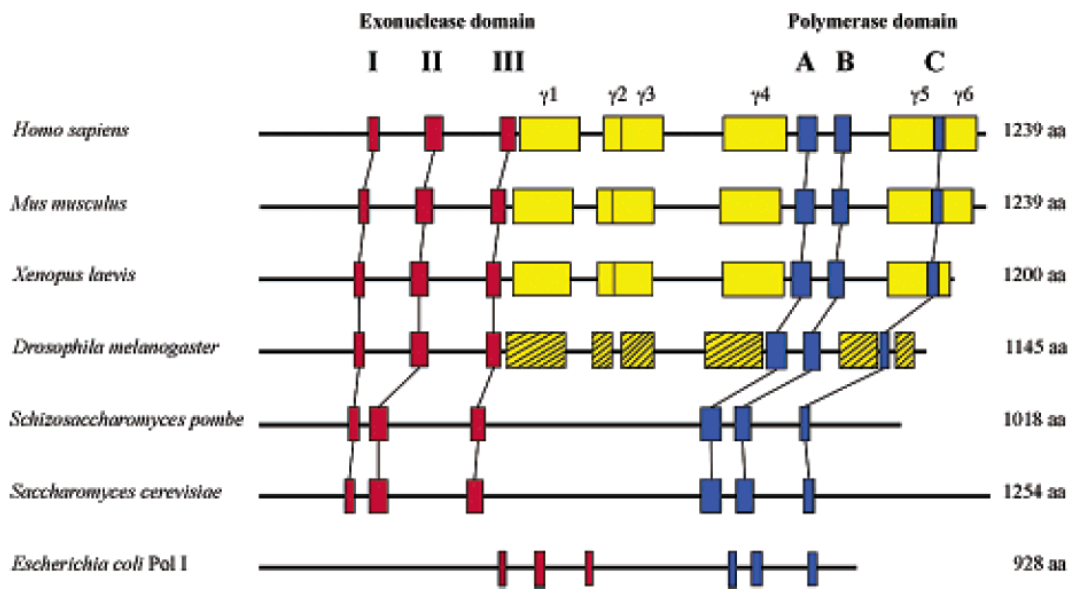 Exonuclease domain Polymerase domain
I II III A B C
γ1 γ2 γ3 γ4 γ5 γ6
Homo sapiens 1239 aa
Mus musculus 1239 aa
Xenopus laevis 1200 aa
Drosophila melanogaster 1145 aa
Schizosaccharomyces pombe 1018 aa
Saccharomyces cerevisiae 1254 aa
Escherichia coli Pol I 928 aa